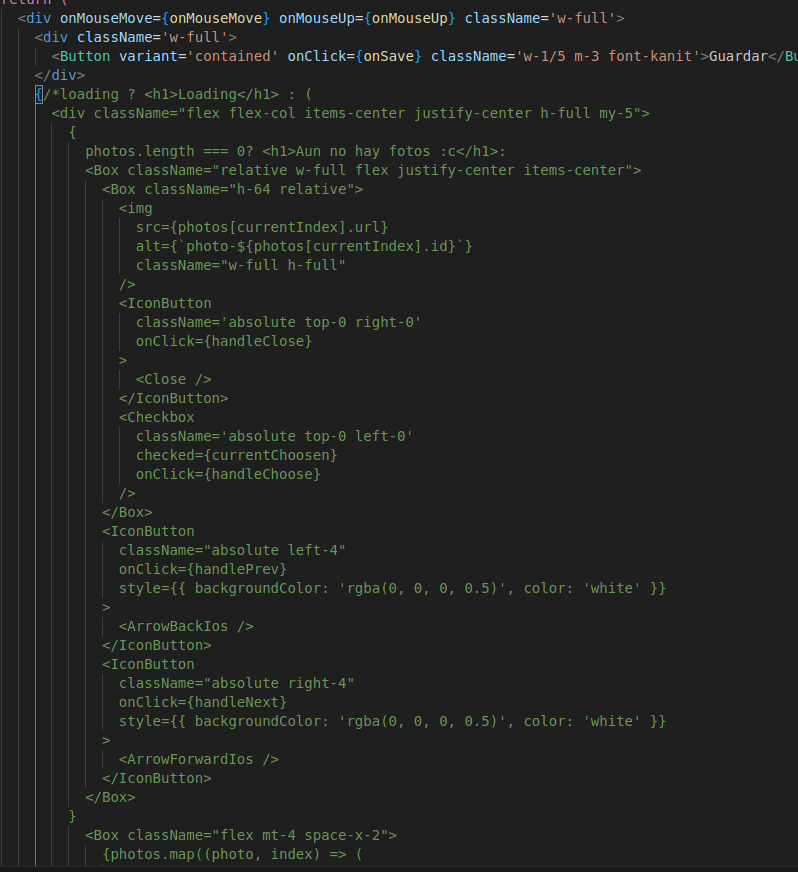 return (
<div onMouseMove={onMouseMove} onMouseUp={onMouseUp} className='w-full'>
<div className='w-full'>
<Button variant='contained' onClick={onSave} className='w-1/5 m-3 font-kanit'>Guardar</Bu
</div>
{/*loading ? <h1>Loading</h1> : (
<div className="flex flex-col items-center justify-center h-full my-5">
{
photos.length === 0? <h1>Aun no hay fotos :c</h1>:
<Box className="relative w-full flex justify-center items-center">
<Box className="h-64 relative">
<img
src={photos[currentIndex].url}
alt={`photo-${photos[currentIndex].id}`}
className="w-full h-full"
/>
<IconButton
className='absolute top-0 right-0'
onClick={handleClose}
>
<Close />
</IconButton>
<Checkbox
className='absolute top-0 left-0'
checked={currentChoosen}
onClick={handleChoose}
/>
</Box>
<IconButton
className="absolute left-4"
onClick={handlePrev}
style={{ backgroundColor: 'rgba(0, 0, 0, 0.5)', color: 'white' }}
>
<ArrowBackIos />
</IconButton>
<IconButton
className="absolute right-4"
onClick={handleNext}
style={{ backgroundColor: 'rgba(0, 0, 0, 0.5)', color: 'white' }}
>
<ArrowForwardIos />
</IconButton>
</Box>
}
<Box className="flex mt-4 space-x-2">
{photos.map((photo, index) => (